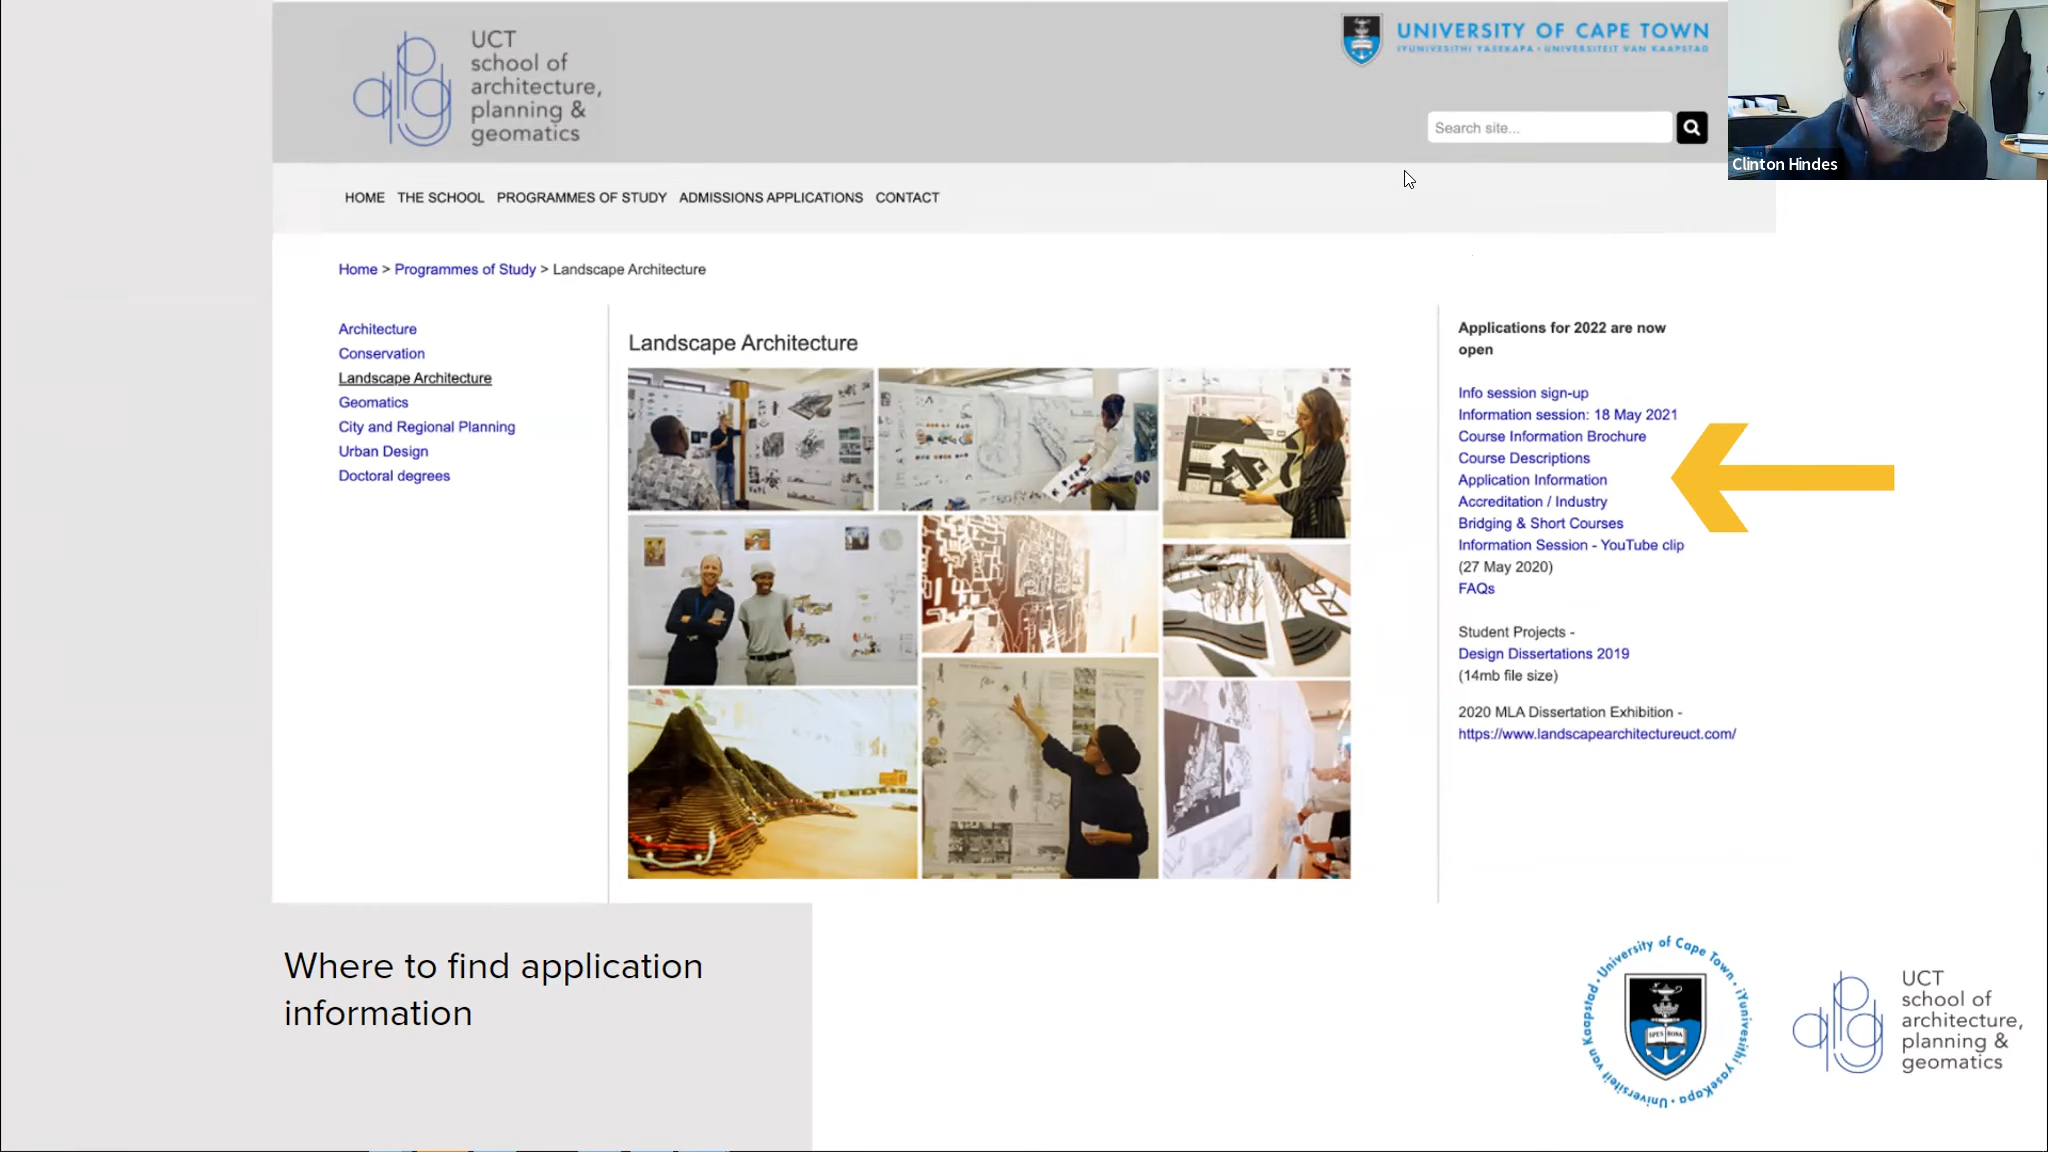 UCT
school of
architecture,
planning &
geomatics
UNIVERSITY OF CAPE TOWN
IYUNIVESITHI YASEKAPA • UNIVERSITEIT VAN KAAPSTAD
Search site...
Clinton Hindes
HOME THE SCHOOL PROGRAMMES OF STUDY ADMISSIONS APPLICATIONS CONTACT
Home > Programmes of Study > Landscape Architecture
Architecture
Conservation
Landscape Architecture
Geomatics
City and Regional Planning
Urban Design
Doctoral degrees
Landscape Architecture
Applications for 2022 are now
open
Info session sign-up
Information session: 18 May 2021
Course Information Brochure
Course Descriptions
Application Information
Accreditation / Industry
Bridging & Short Courses
Information Session - YouTube clip
(27 May 2020)
FAQs
Student Projects -
Design Dissertations 2019
(14mb file size)
2020 MLA Dissertation Exhibition -
https://www.landscapearchitectureuct.com/
Where to find application
information
University of Cape Town • iYunivesithi yaseKapa • Universiteit van Kaapstad •
SPES BONA
UCT
school of
architecture,
planning &
geomatics